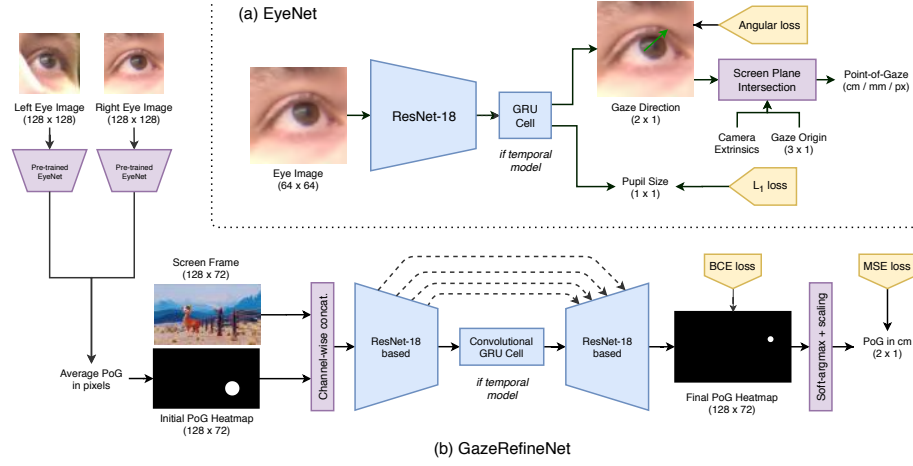 (a) EyeNet
Left Eye Image
(128 x 128)
Right Eye Image
(128 x 128)
Pre-trained
EyeNet
Pre-trained
EyeNet
Eye Image
(64 x 64)
ResNet-18
GRU
Cell
if temporal
model
Gaze Direction
(2 x 1)
Angular loss
Screen Plane
Intersection
Point-of-Gaze
(cm / mm / px)
Camera
Extrinsics
Gaze Origin
(3 x 1)
Pupil Size
(1 x 1)
L₁ loss
Average PoG
in pixels
Screen Frame
(128 x 72)
Initial PoG Heatmap
(128 x 72)
Channel-wise concat.
ResNet-18
based
Convolutional
GRU Cell
if temporal
model
ResNet-18
based
BCE loss
Final PoG Heatmap
(128 x 72)
Soft-argmax + scaling
MSE loss
PoG in cm
(2 x 1)
(b) GazeRefineNet